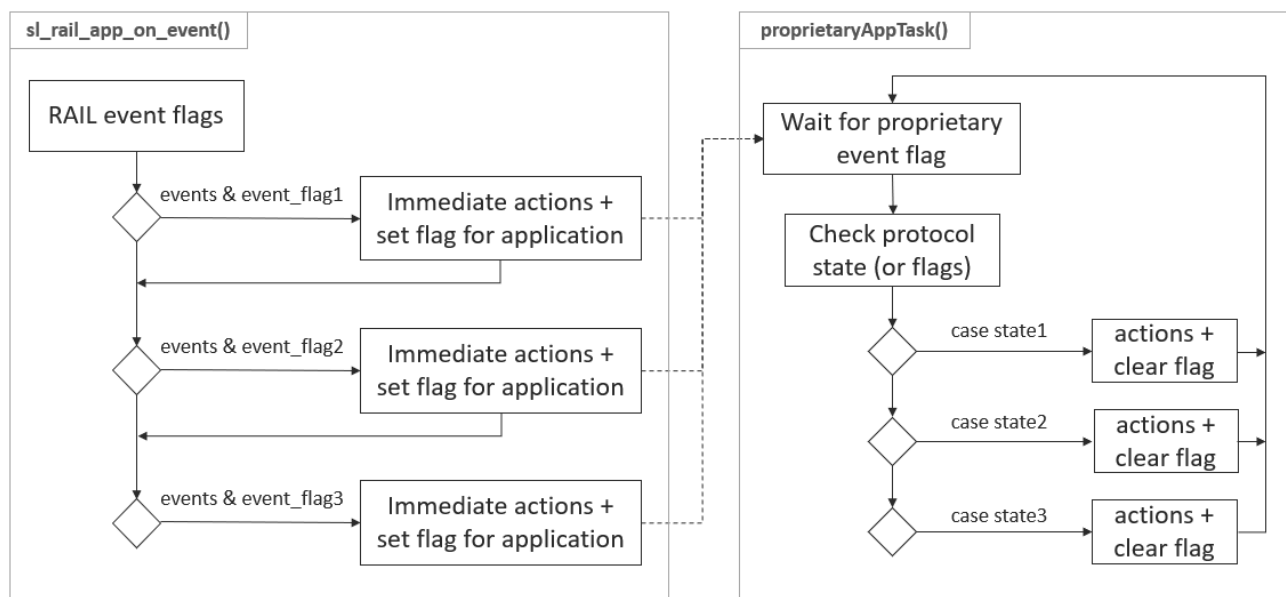 sl_rail_app_on_event()
RAIL event flags
events & event_flag1
Immediate actions +
set flag for application
events & event_flag2
Immediate actions +
set flag for application
events & event_flag3
Immediate actions +
set flag for application
proprietaryAppTask()
Wait for proprietary
event flag
Check protocol
state (or flags)
case state1
actions +
clear flag
case state2
actions +
clear flag
case state3
actions +
clear flag